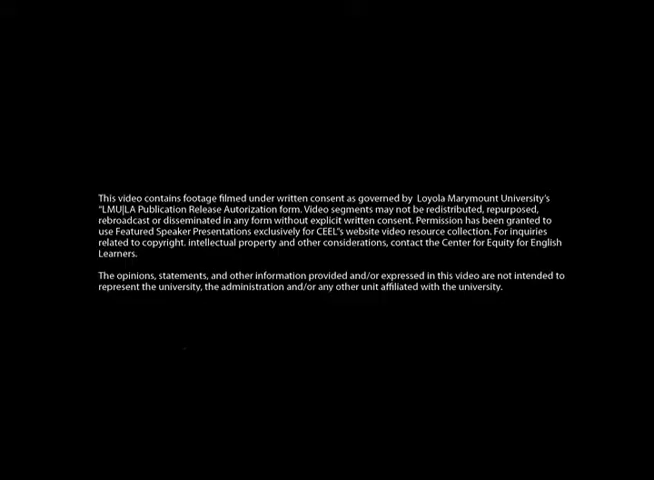 This video contains footage filmed under written consent as governed by Loyola Marymount University's
"LMU|LA Publication Release Autorization form. Video segments may not be redistributed, repurposed,
rebroadcast or disseminated in any form without explicit written consent. Permission has been granted to
use Featured Speaker Presentations exclusively for CEEL"s website video resource collection. For inquiries
related to copyright. intellectual property and other considerations, contact the Center for Equity for English
Learners.
The opinions, statements, and other information provided and/or expressed in this video are not intended to
represent the university, the administration and/or any other unit affiliated with the university.